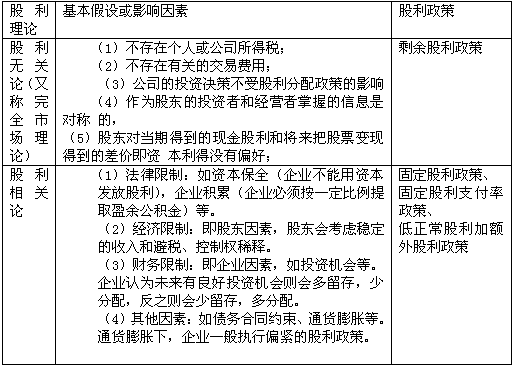 股利理论
基本假设或影响因素
股利政策
股利无关论(又称完全市场理论)
(1)不存在个人或公司所得税;
(2)不存在有关的交易费用;
(3)公司的投资决策不受股利分配政策的影响
(4)作为股东的投资者和经营者掌握的信息是
对称 的,
(5)股东对当期得到的现金股利和将来把股票变现
得到的差价即资 本利得没有偏好;
剩余股利政策
股利相关论
(1)法律限制:如资本保全(企业不能用资本
发放股利),企业积累(企业必须按一定比例提
取盈余公积金)等。
(2)经济限制:即股东因素,股东会考虑稳定
的收入和避税、控制权稀释。
(3)财务限制:即企业因素,如投资机会等。
企业认为未来有良好投资机会则会多留存,少
分配,反之则会少留存,多分配。
(4)其他因素:如债务合同约束、通货膨胀等。
通货膨胀下,企业一般执行偏紧的股利政策。
固定股利政策、
固定股利支付率
政策、
低正常股利加额
外股利政策